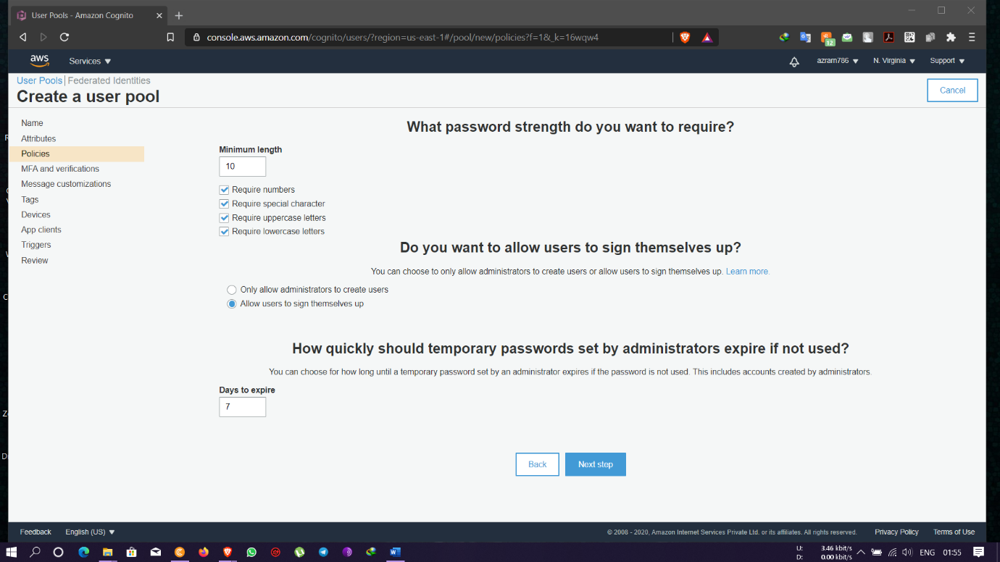 User Pools - Amazon Cognito
console.aws.amazon.com/cognito/users/?region=us-east-1#/pool/new/policies?f=1&_k=16wqw4
12
aws
Services
azram786
N. Virginia
Support
User Pools
Federated Identities
Create a user pool
Cancel
Name
Attributes
Policies
MFA and verifications
Message customizations
Tags
Devices
App clients
Triggers
Review
What password strength do you want to require?
Minimum length
10
Require numbers
Require special character
Require uppercase letters
Require lowercase letters
Do you want to allow users to sign themselves up?
You can choose to only allow administrators to create users or allow users to sign themselves up. Learn more.
Only allow administrators to create users
Allow users to sign themselves up
How quickly should temporary passwords set by administrators expire if not used?
You can choose for how long until a temporary password set by an administrator expires if the password is not used. This includes accounts created by administrators.
Days to expire
7
Back
Next step
Feedback
English (US)
© 2008 - 2020, Amazon Internet Services Private Ltd. or its affiliates. All rights reserved.
Privacy Policy
Terms of Use
U: 3.46 kbit/s
D: 0.00 kbit/s
ENG
01:55